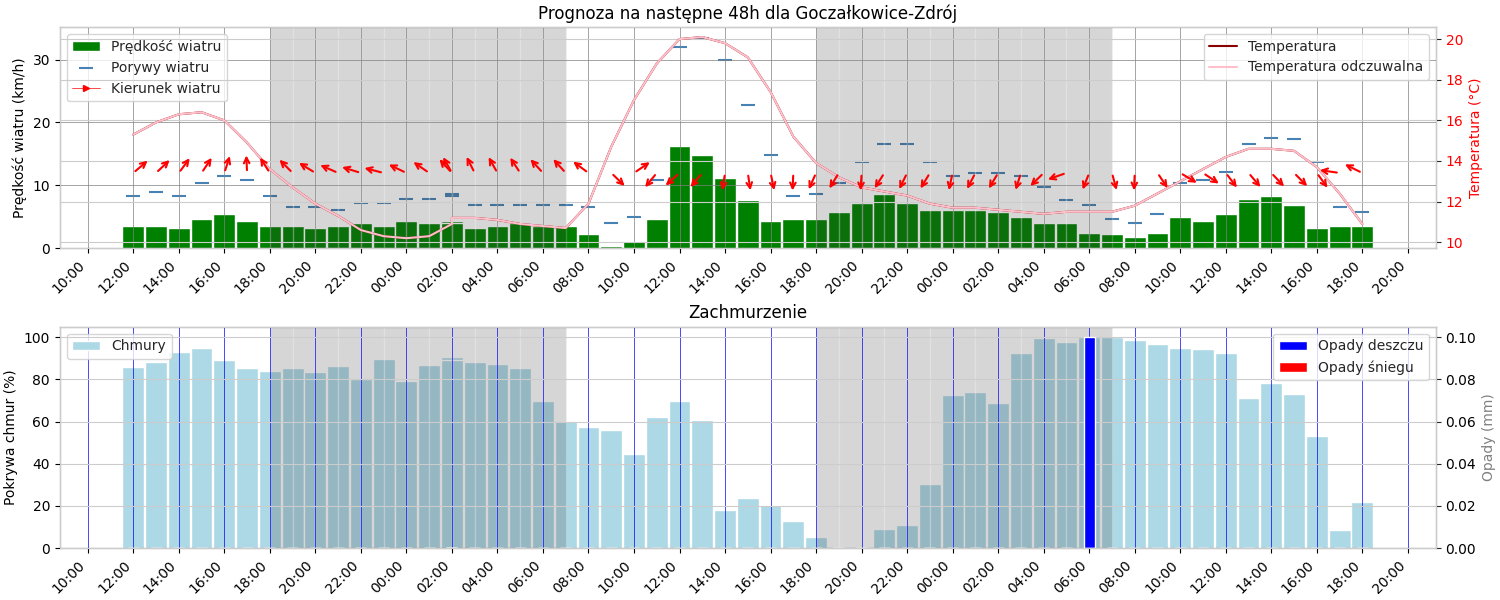 Prognoza na następne 48h dla Goczałkowice-Zdrój
Prędkość wiatru
Porywy wiatru
Kierunek wiatru
Temperatura
Temperatura odczuwalna
Prędkość wiatru (km/h)
30
20
10
0
20
18
16
14
12
10
Temperatura (°C)
10:00 12:00 14:00 16:00 18:00 20:00 22:00 00:00 02:00 04:00 06:00 08:00 10:00 12:00 14:00 16:00 18:00 20:00 22:00 00:00 02:00 04:00 06:00 08:00 10:00 12:00 14:00 16:00 18:00 20:00
Zachmurzenie
Chmury
Opady deszczu
Opady śniegu
Pokrywa chmur (%)
100
80
60
40
20
0
0.10
0.08
0.06
0.04
0.02
0.00
Opady (mm)
10:00 12:00 14:00 16:00 18:00 20:00 22:00 00:00 02:00 04:00 06:00 08:00 10:00 12:00 14:00 16:00 18:00 20:00 22:00 00:00 02:00 04:00 06:00 08:00 10:00 12:00 14:00 16:00 18:00 20:00